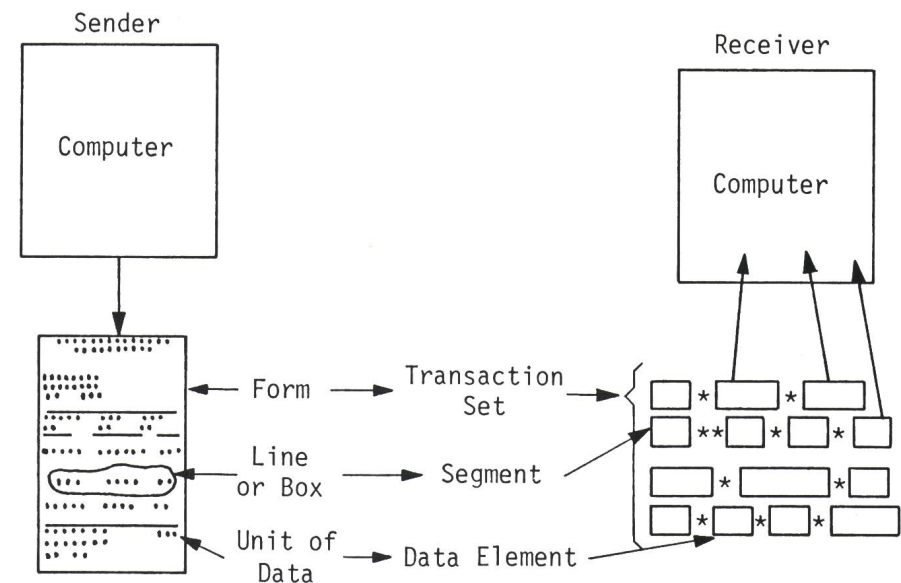 Sender
Computer
Receiver
Computer
Form
Transaction
Set
Line
or Box
Segment
Unit of
Data
Data Element
* *
** * *
* *
* * *